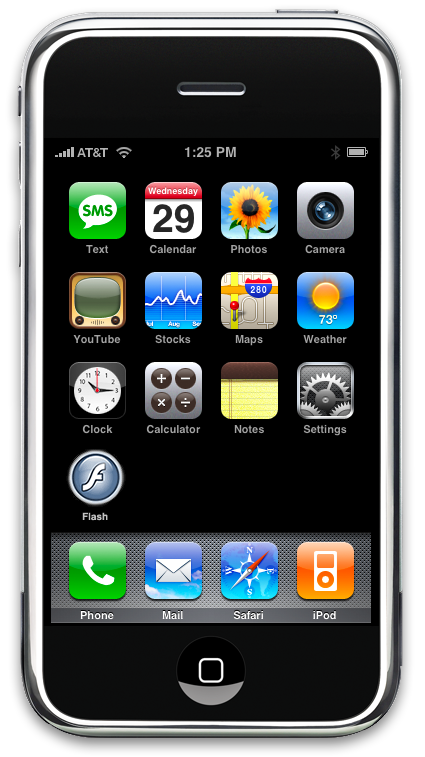 AT&T 1:25 PM
SMS Wednesday 29
Text Calendar Photos Camera
280 73°
YouTube Stocks Maps Weather
Clock Calculator Notes Settings
Flash
Phone Mail Safari iPod